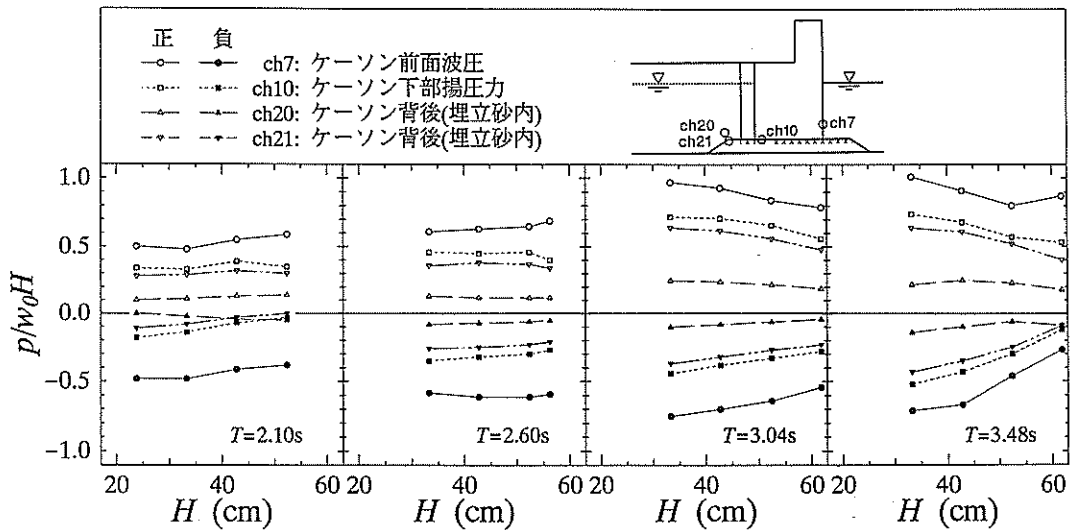 正 負
ch7: ケーソン前面波圧
ch10: ケーソン下部揚圧力
ch20: ケーソン背後(埋立砂内)
ch21: ケーソン背後(埋立砂内)
ch7
ch20
ch10
ch21
p/w₀H
1.0
0.5
0.0
−0.5
−1.0
T=2.10s
T=2.60s
T=3.04s
T=3.48s
20 40 60 20 40 60 20 40 60 20 40 60
H (cm) H (cm) H (cm) H (cm)